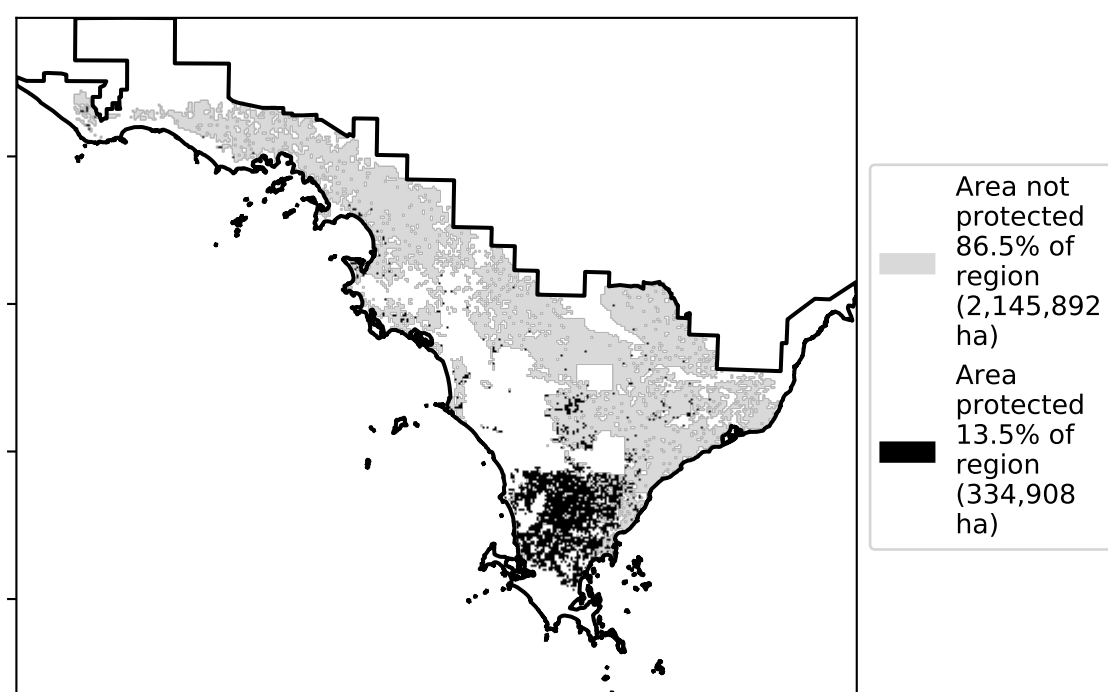 Area not
protected
86.5% of
region
(2,145,892
ha)
Area
protected
13.5% of
region
(334,908
ha)